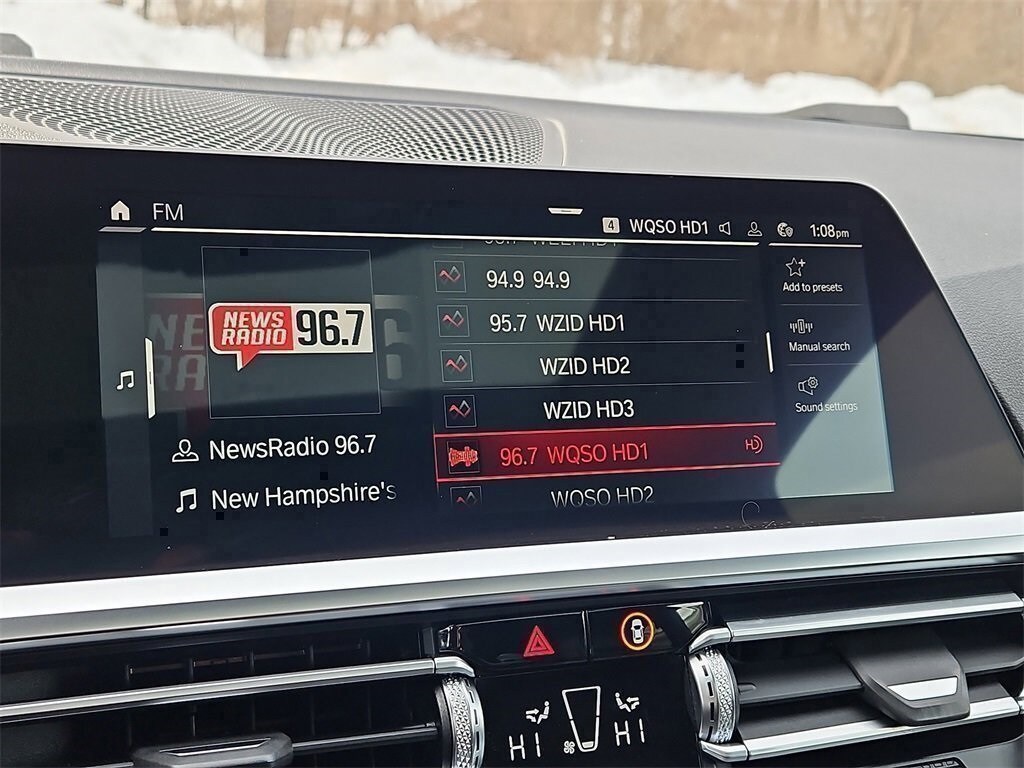 FM
4 WQSO HD1 1:08pm
94.9 94.9
95.7 WZID HD1
WZID HD2
WZID HD3
96.7 WQSO HD1 HD
WQSO HD2
NEWS
RADIO 96.7
NewsRadio 96.7
New Hampshire's
Add to presets
Manual search
Sound settings
HI HI